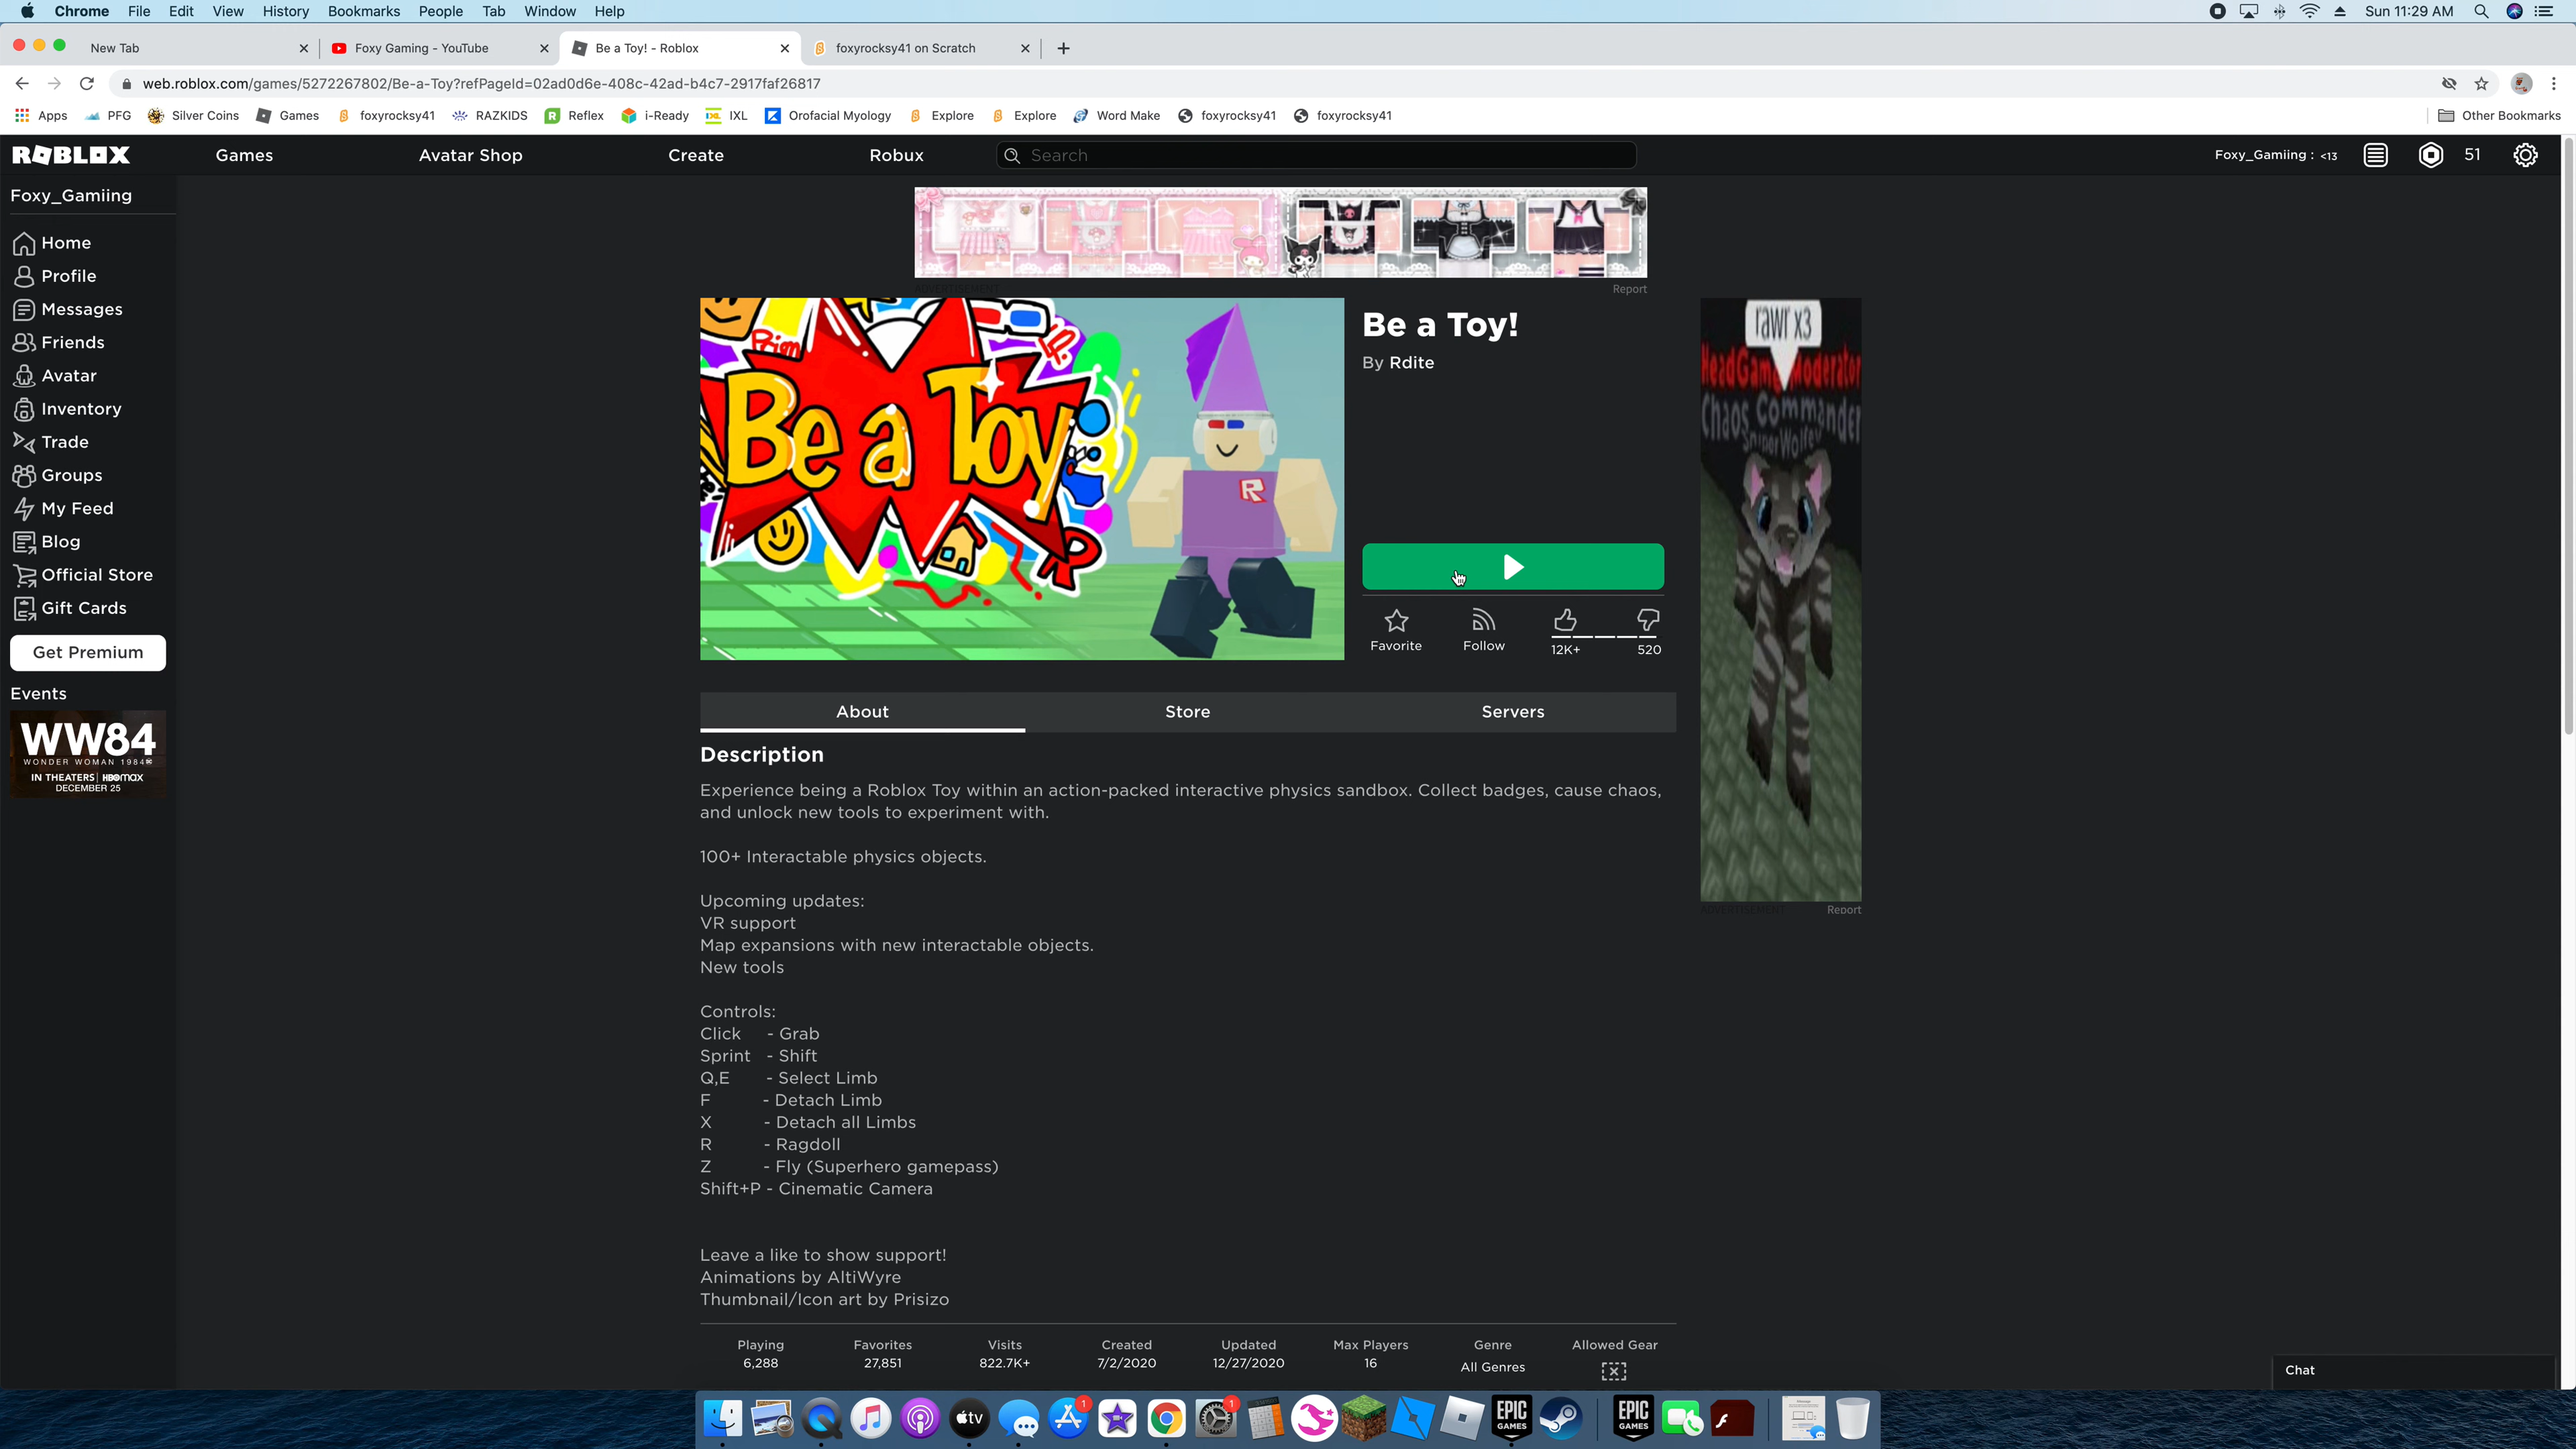 Chrome File Edit View History Bookmarks People Tab Window Help Sun 11:29 AM
New Tab Foxy Gaming - YouTube Be a Toy! - Roblox foxyrocksy41 on Scratch
web.roblox.com/games/5272267802/Be-a-Toy?refPageId=02ad0d6e-408c-42ad-b4c7-2917faf26817
Apps PFG Silver Coins Games foxyrocksy41 RAZKIDS Reflex i-Ready IXL Orofacial Myology Explore Explore Word Make foxyrocksy41 foxyrocksy41 Other Bookmarks
ROBLOX Games Avatar Shop Create Robux Search Foxy_Gamiing : <13 51
Foxy_Gamiing
Home
Profile
Messages
Friends
Avatar
Inventory
Trade
Groups
My Feed
Blog
Official Store
Gift Cards
Get Premium
Events
WW84
WONDER WOMAN 1984
IN THEATERS | HBOmax
DECEMBER 25
ADVERTISEMENT Report
Be a Toy
R
Be a Toy!
By Rdite
Favorite Follow 12K+ 520
rawr x3
Chaos Commander
SniperWolfey
ADVERTISEMENT Report
About Store Servers
Description
Experience being a Roblox Toy within an action-packed interactive physics sandbox. Collect badges, cause chaos,
and unlock new tools to experiment with.
100+ Interactable physics objects.
Upcoming updates:
VR support
Map expansions with new interactable objects.
New tools
Controls:
Click - Grab
Sprint - Shift
Q,E - Select Limb
F - Detach Limb
X - Detach all Limbs
R - Ragdoll
Z - Fly (Superhero gamepass)
Shift+P - Cinematic Camera
Leave a like to show support!
Animations by AltiWyre
Thumbnail/Icon art by Prisizo
Playing Favorites Visits Created Updated Max Players Genre Allowed Gear
6,288 27,851 822.7K+ 7/2/2020 12/27/2020 16 All Genres
Chat
tv 1 1 EPIC GAMES EPIC GAMES